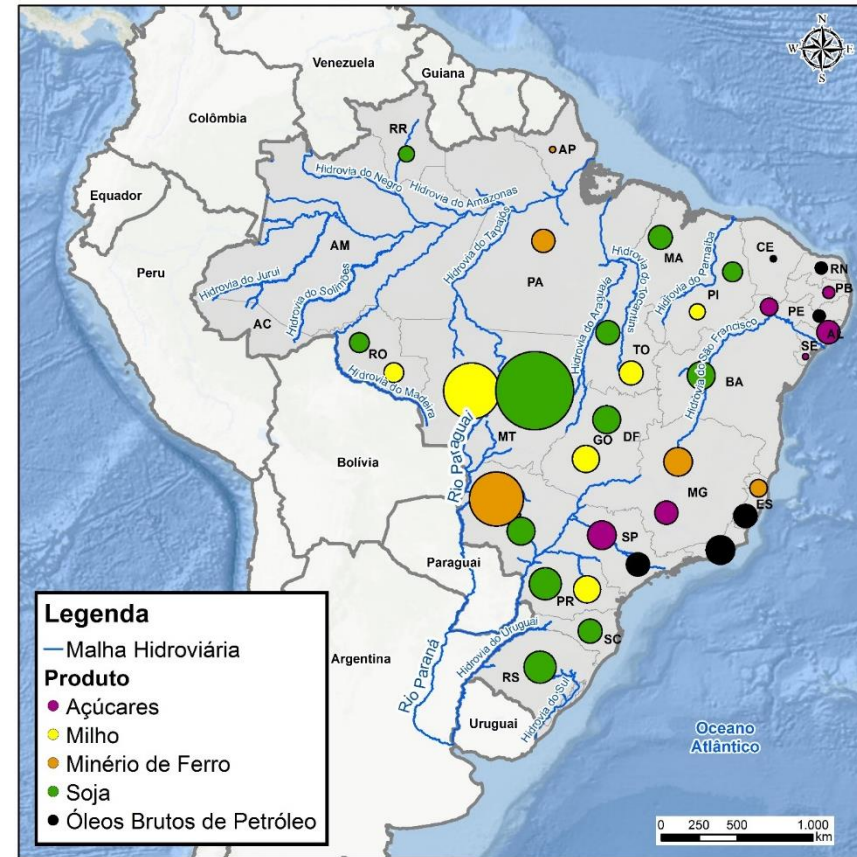 N
W E
S
Venezuela
Guiana
Colômbia
RR
AP
Hidrovia do Negro
Hidrovia do Amazonas
Equador
Hidrovia do Tapajós
AM
PA
MA
CE
RN
PB
Peru
Hidrovia do Juruí
Hidrovia do Solimões
Hidrovia do Araguaia
Hidrovia do Tocantins
Hidrovia do Parnaíba
PI
PE
AL
SE
AC
RO
TO
BA
Hidrovia do São Francisco
Hidrovia do Madeira
MT
GO
DF
Bolívia
Rio Paraguai
MG
ES
SP
Paraguai
PR
Legenda
Malha Hidroviária
Produto
Açúcares
Milho
Minério de Ferro
Soja
Óleos Brutos de Petróleo
Argentina
Rio Paraná
Hidrovia do Uruguai
SC
RS
Hidrovia do Sul
Uruguai
Oceano
Atlântico
0 250 500 1.000
km